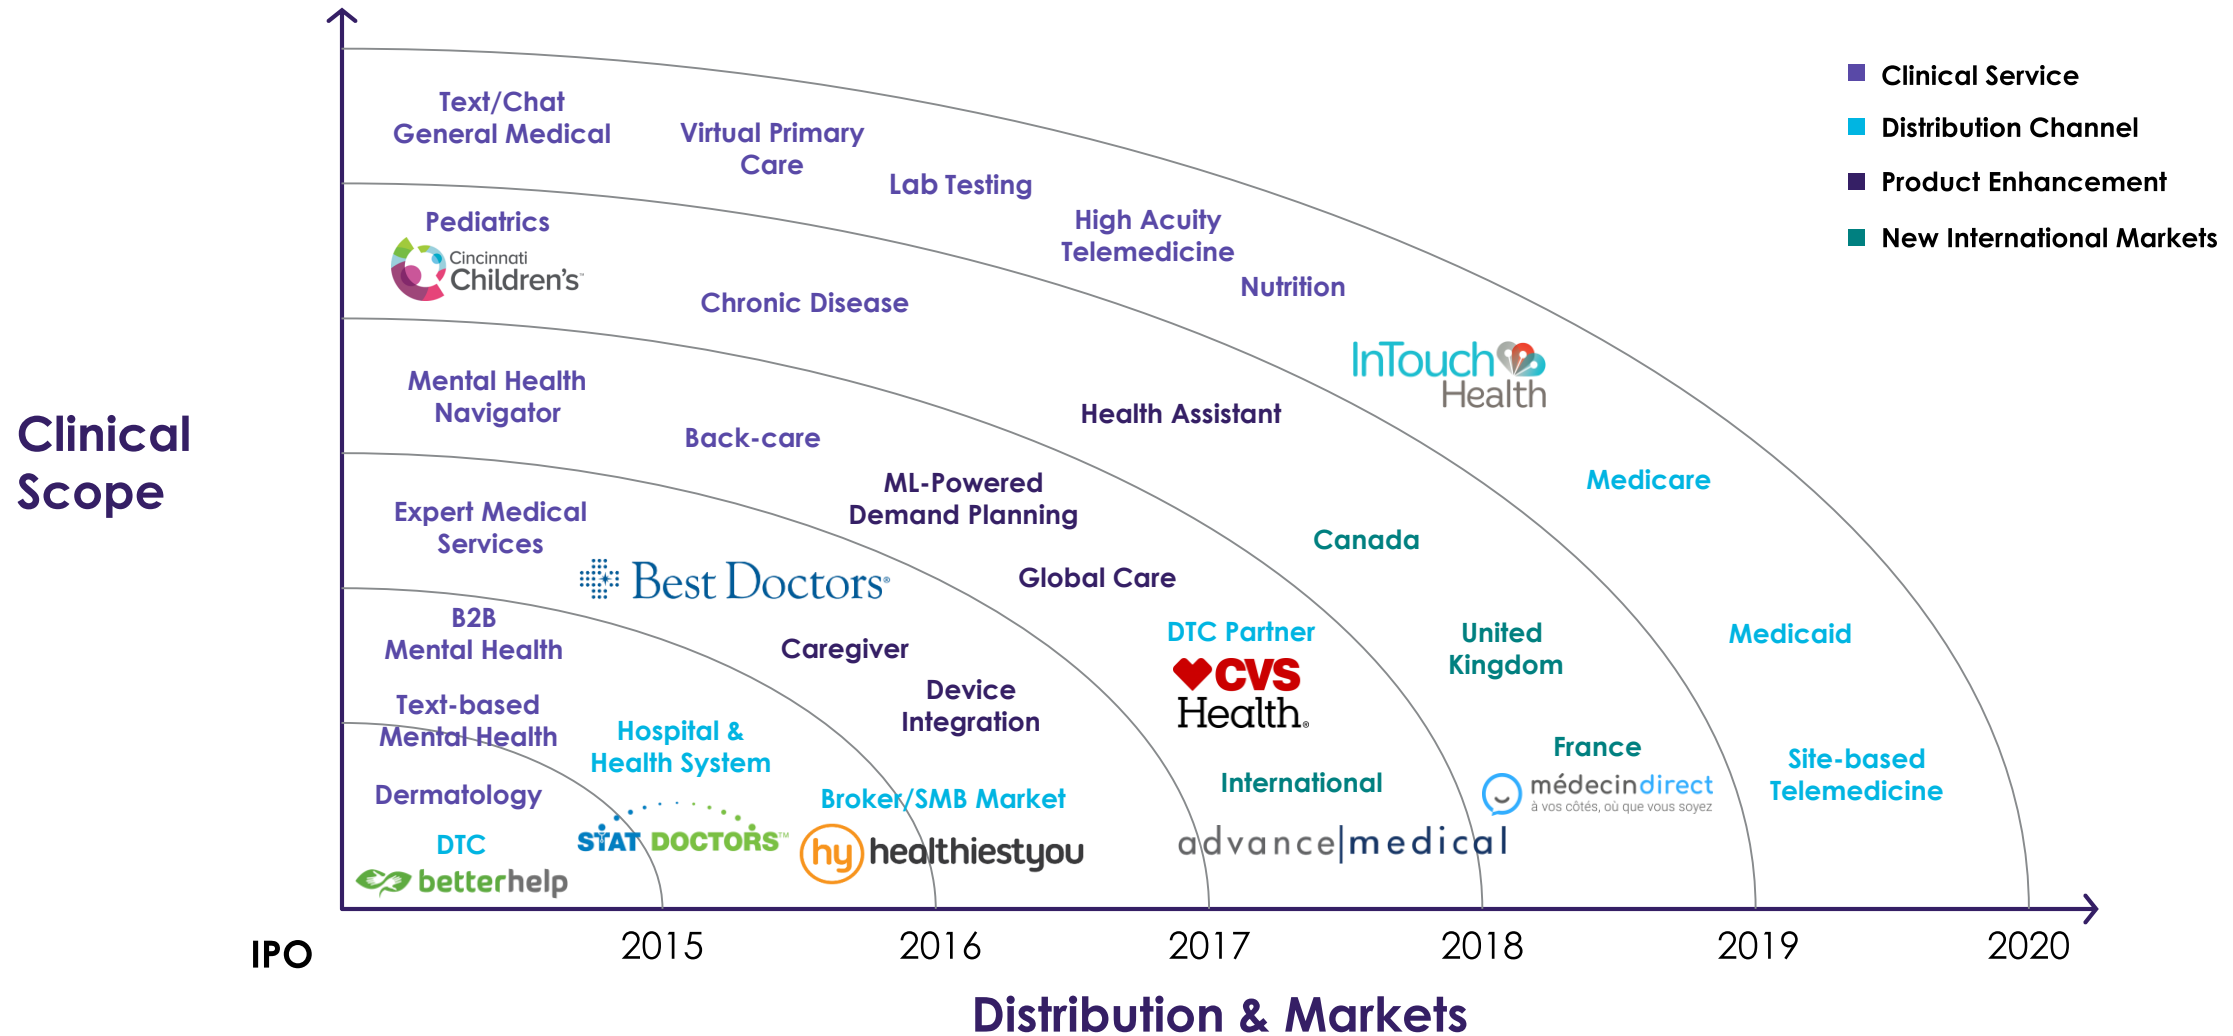 Clinical Service
Distribution Channel
Product Enhancement
New International Markets
Clinical
Scope
Text/Chat
General Medical
Virtual Primary
Care
Lab Testing
High Acuity
Telemedicine
Nutrition
InTouch
Health
Medicare
Medicaid
Site-based
Telemedicine
Pediatrics
Cincinnati
Children's™
Chronic Disease
Health Assistant
Canada
United
Kingdom
France
médecindirect
à vos côtés, où que vous soyez
Mental Health
Navigator
Back-care
ML-Powered
Demand Planning
Global Care
DTC Partner
CVS
Health®
International
advance|medical
Expert Medical
Services
Best Doctors®
Caregiver
Device
Integration
Broker/SMB Market
hy healthiestyou
B2B
Mental Health
Text-based
Mental Health
Hospital &
Health System
STAT DOCTORS™
Dermatology
DTC
betterhelp
IPO
2015
2016
2017
2018
2019
2020
Distribution & Markets